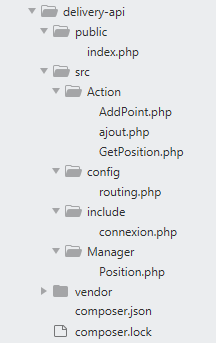 delivery-api
public
index.php
src
Action
AddPoint.php
ajout.php
GetPosition.php
config
routing.php
include
connexion.php
Manager
Position.php
vendor
composer.json
composer.lock